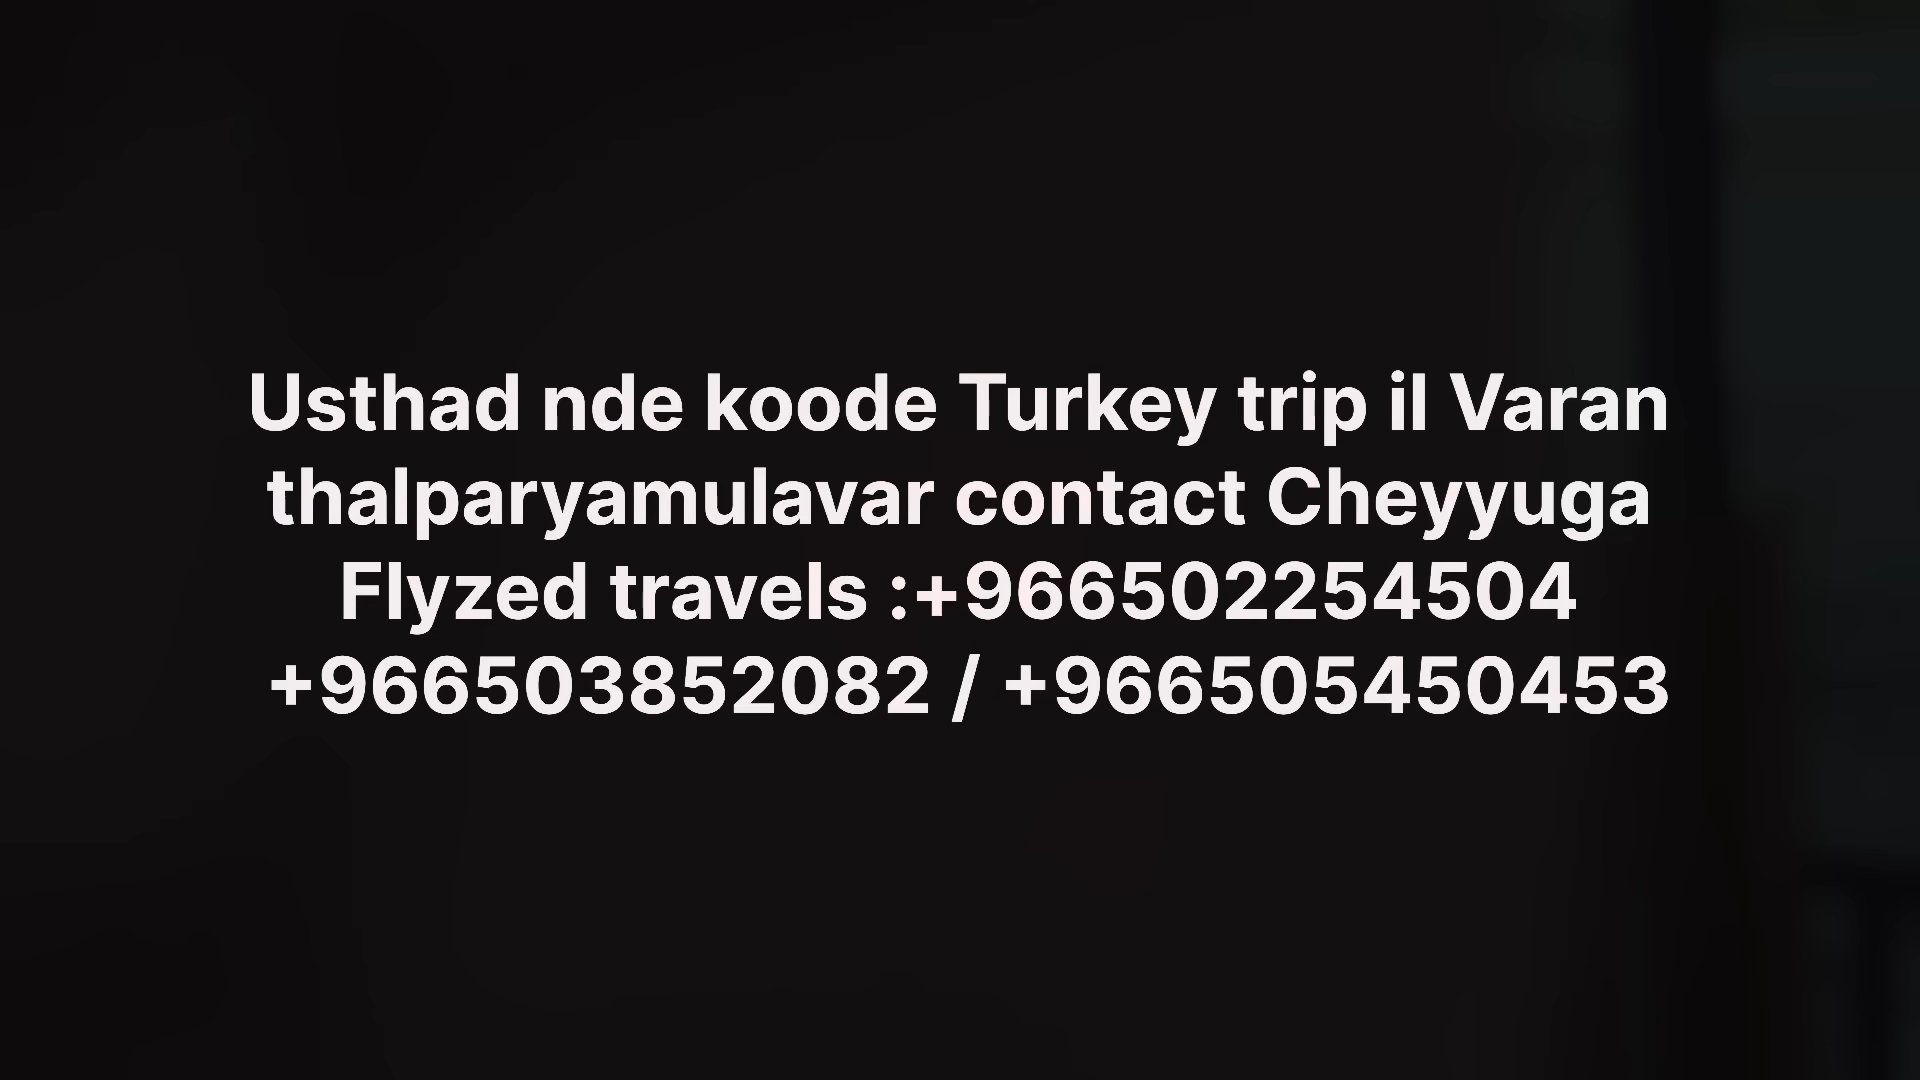 Usthad nde koode Turkey trip il Varan
thalparyamulavar contact Cheyyuga
Flyzed travels :+966502254504
+966503852082 / +966505450453